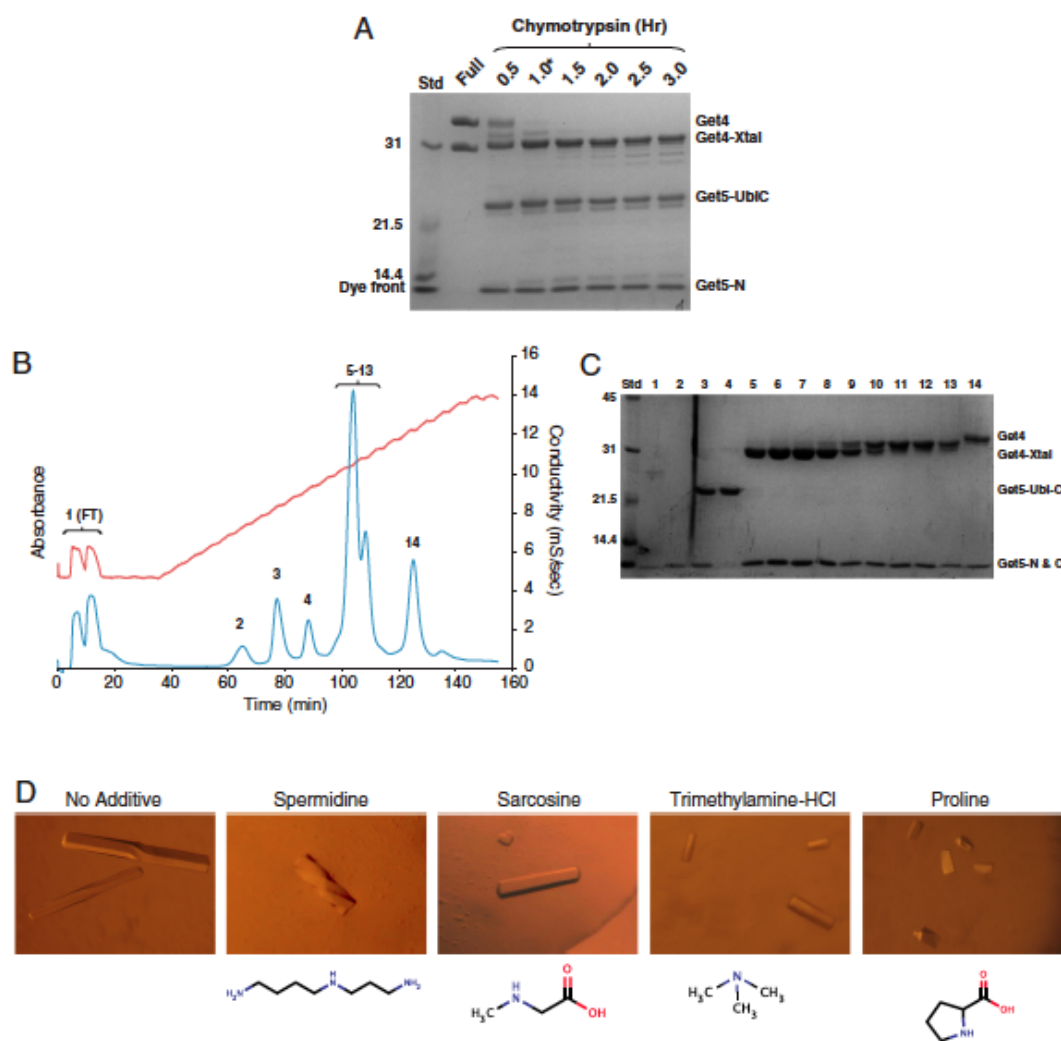 A
Chymotrypsin (Hr)
Std Full 0.5 1.0* 1.5 2.0 2.5 3.0
Get4
31 Get4-Xtal
Get5-UblC
21.5
14.4
Dye front Get5-N
B
Absorbance
Conductivity (mS/sec)
Time (min)
0 20 40 60 80 100 120 140 160
16
14
12
10
8
6
4
2
0
1 (FT)
2
3
4
5-13
14
C
Std 1 2 3 4 5 6 7 8 9 10 11 12 13 14
45
Get4
31 Get4-Xtal
Get5-Ubl-C
21.5
14.4
Get5-N & C
D
No Additive Spermidine Sarcosine Trimethylamine-HCl Proline
H₂N H N NH₂
H₃C H N O OH
H₃C N CH₃ CH₃
O OH NH